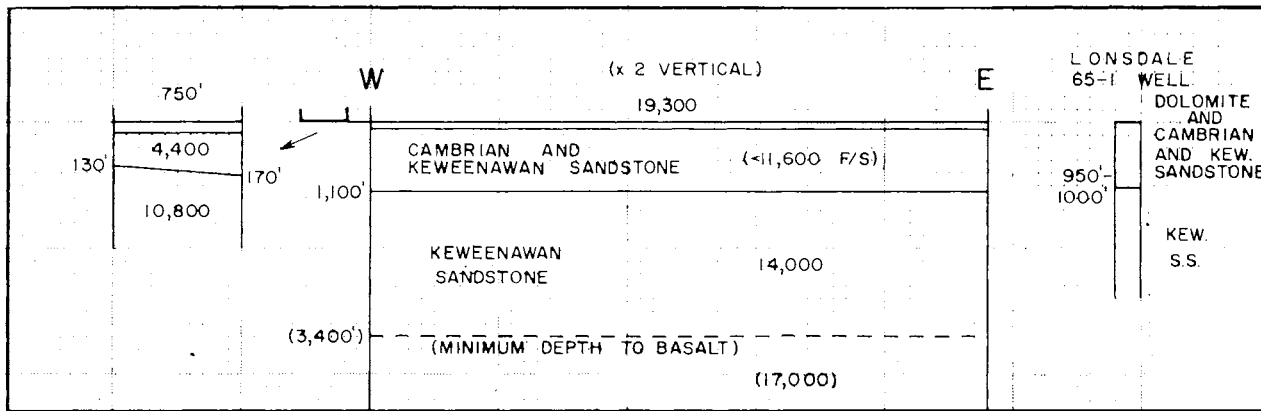 750'
4,400
130'
170'
10,800
W
(x 2 VERTICAL)
E
19,300
CAMBRIAN AND
KEWEENAWAN SANDSTONE
(<11,600 F/S)
1,100'
KEWEENAWAN
SANDSTONE
14,000
(3,400')
(MINIMUM DEPTH TO BASALT)
(17,000)
LONSDALE
65-1 WELL
DOLOMITE
AND
CAMBRIAN
AND KEW.
SANDSTONE
950'-
1000'
KEW.
S.S.